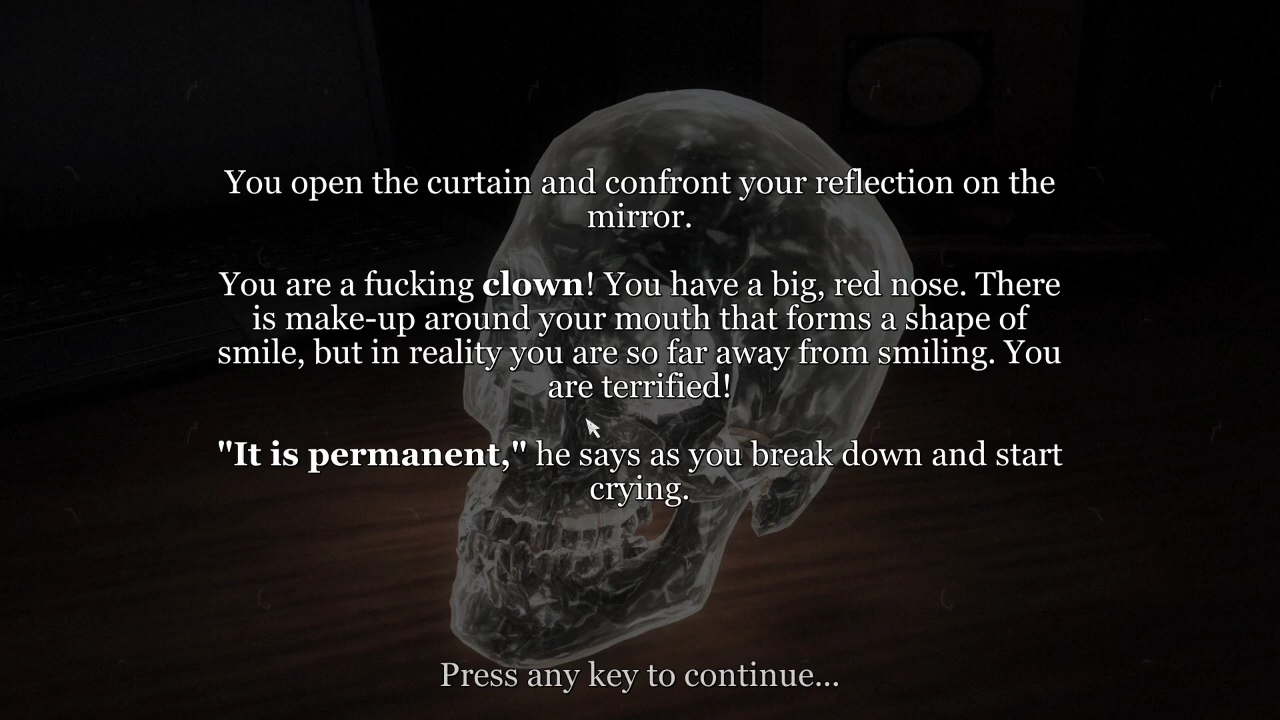 You open the curtain and confront your reflection on the
mirror.
You are a fucking clown! You have a big, red nose. There
is make-up around your mouth that forms a shape of
smile, but in reality you are so far away from smiling. You
are terrified!
"It is permanent," he says as you break down and start
crying.
Press any key to continue...